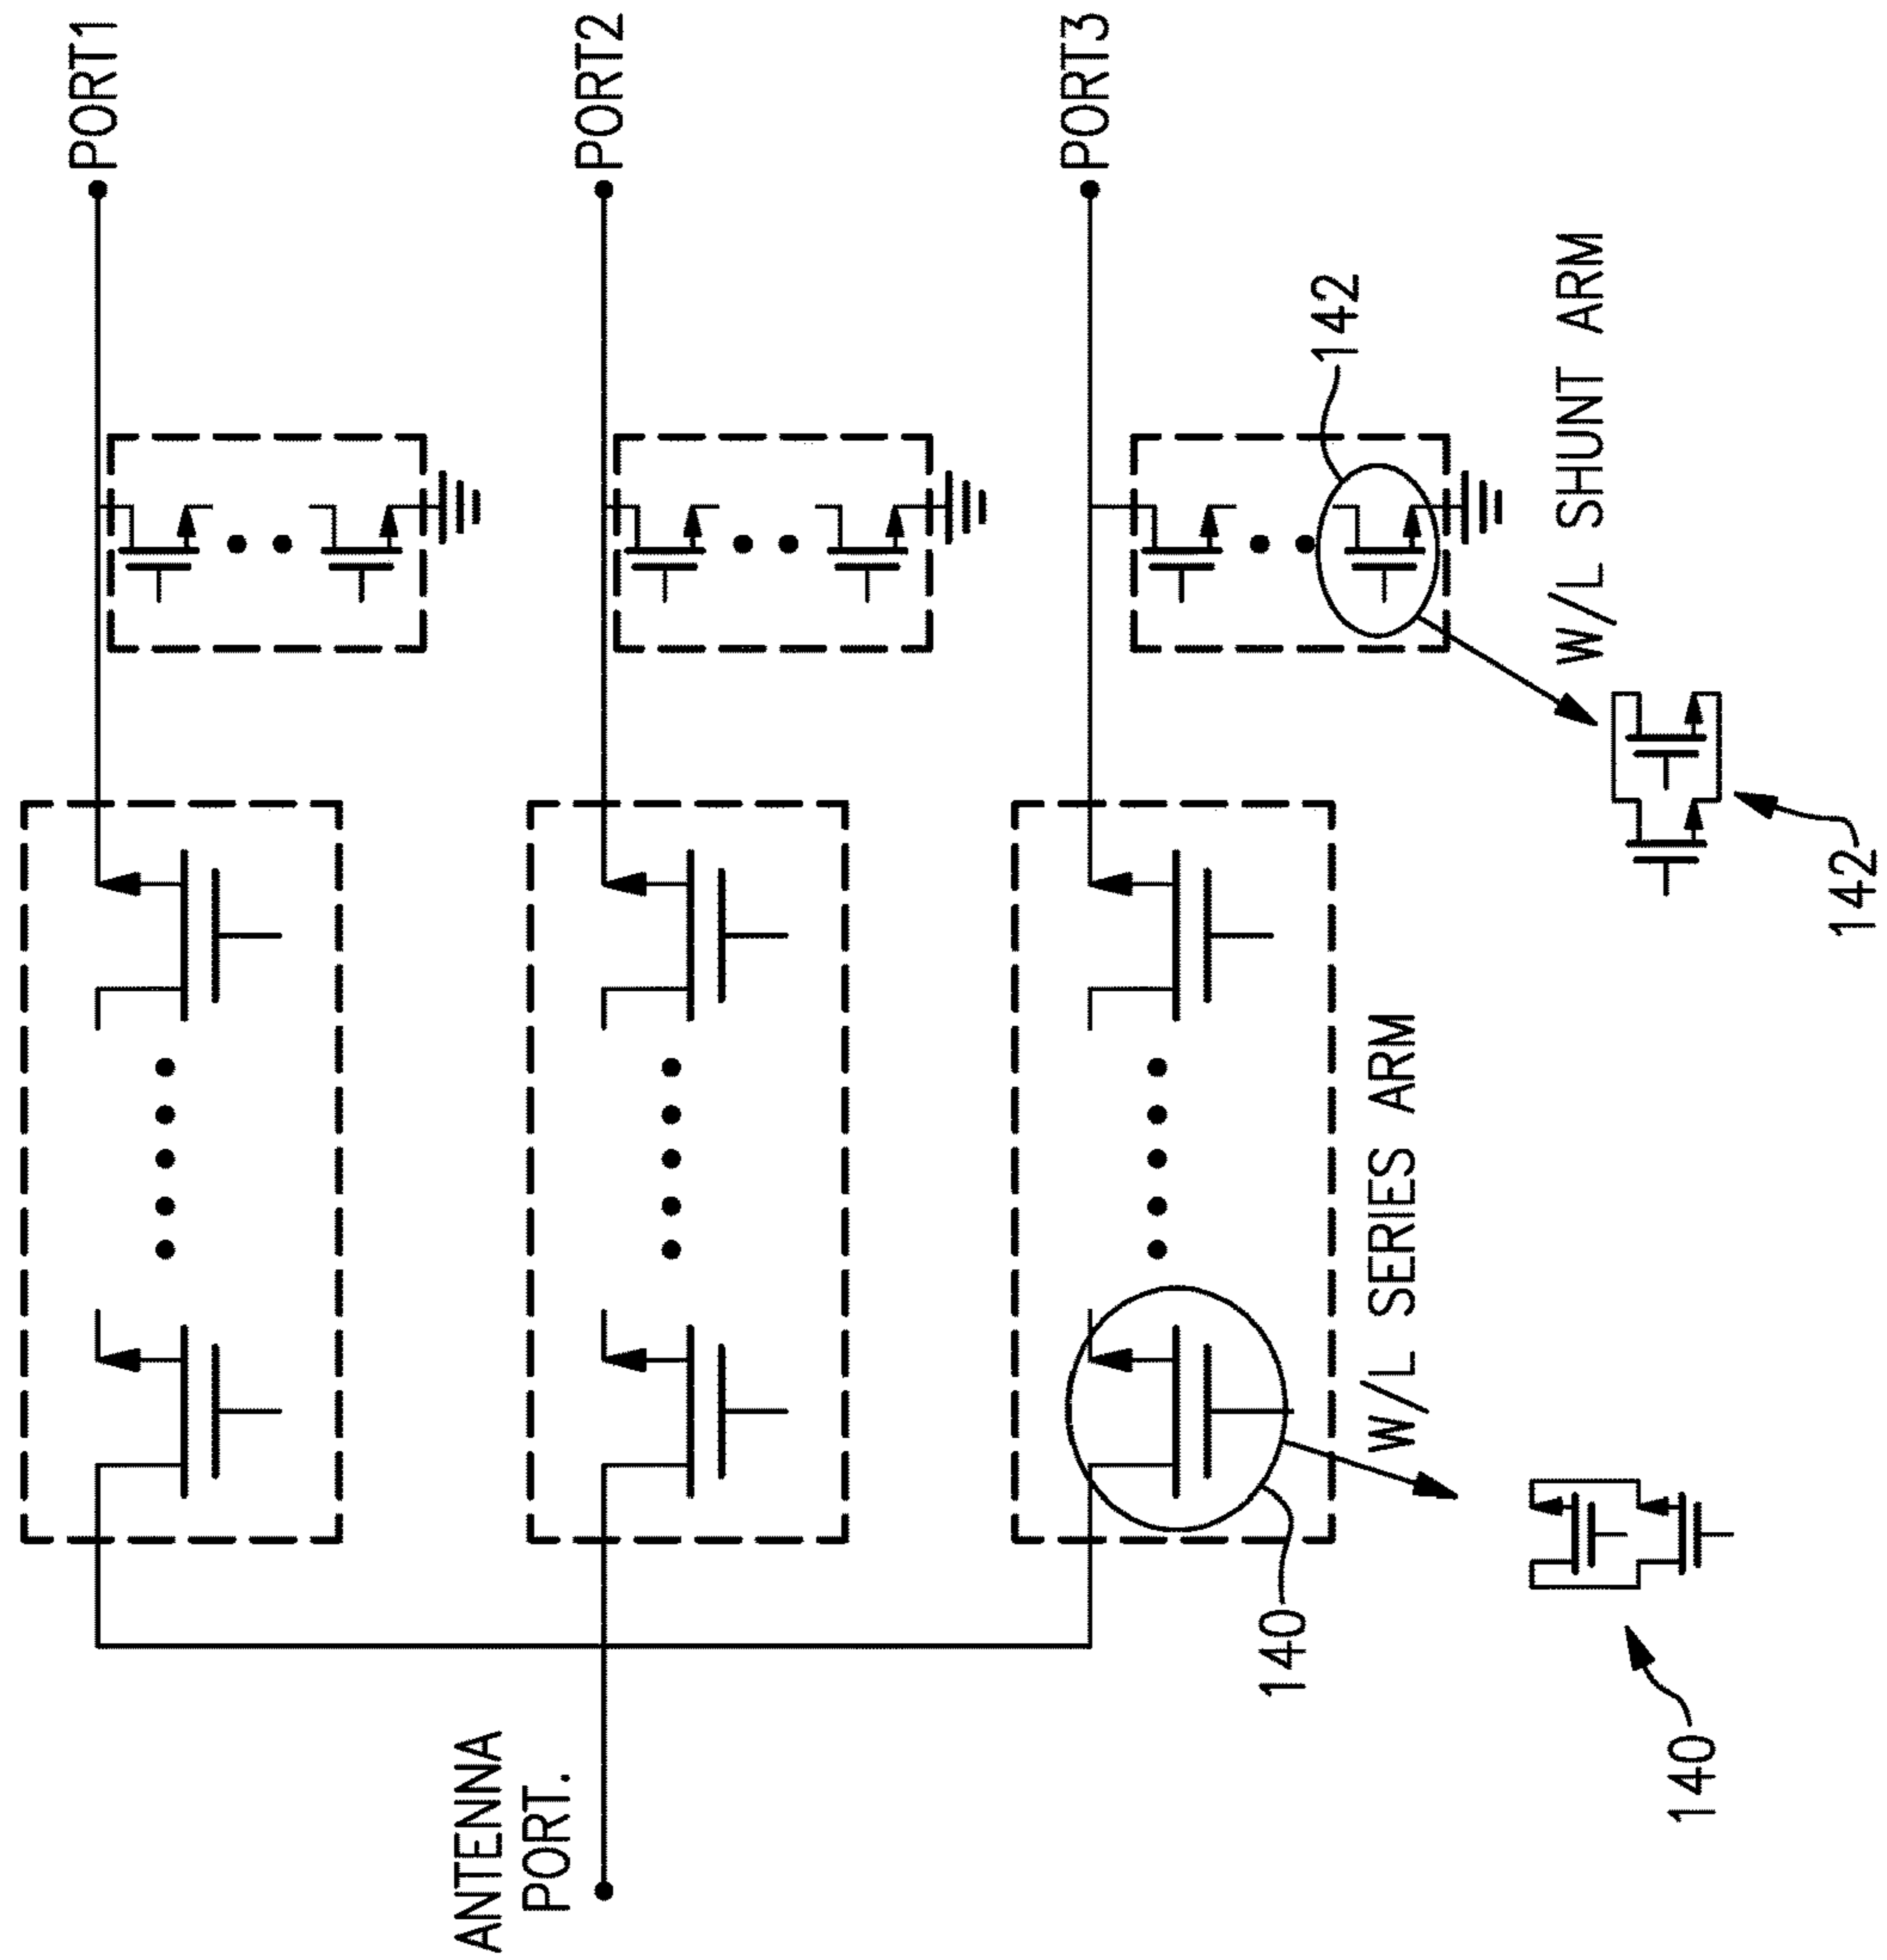 ANTENNA
PORT.
PORT1
PORT2
PORT3
140
W/L SERIES ARM
142
W/L SHUNT ARM
140
142